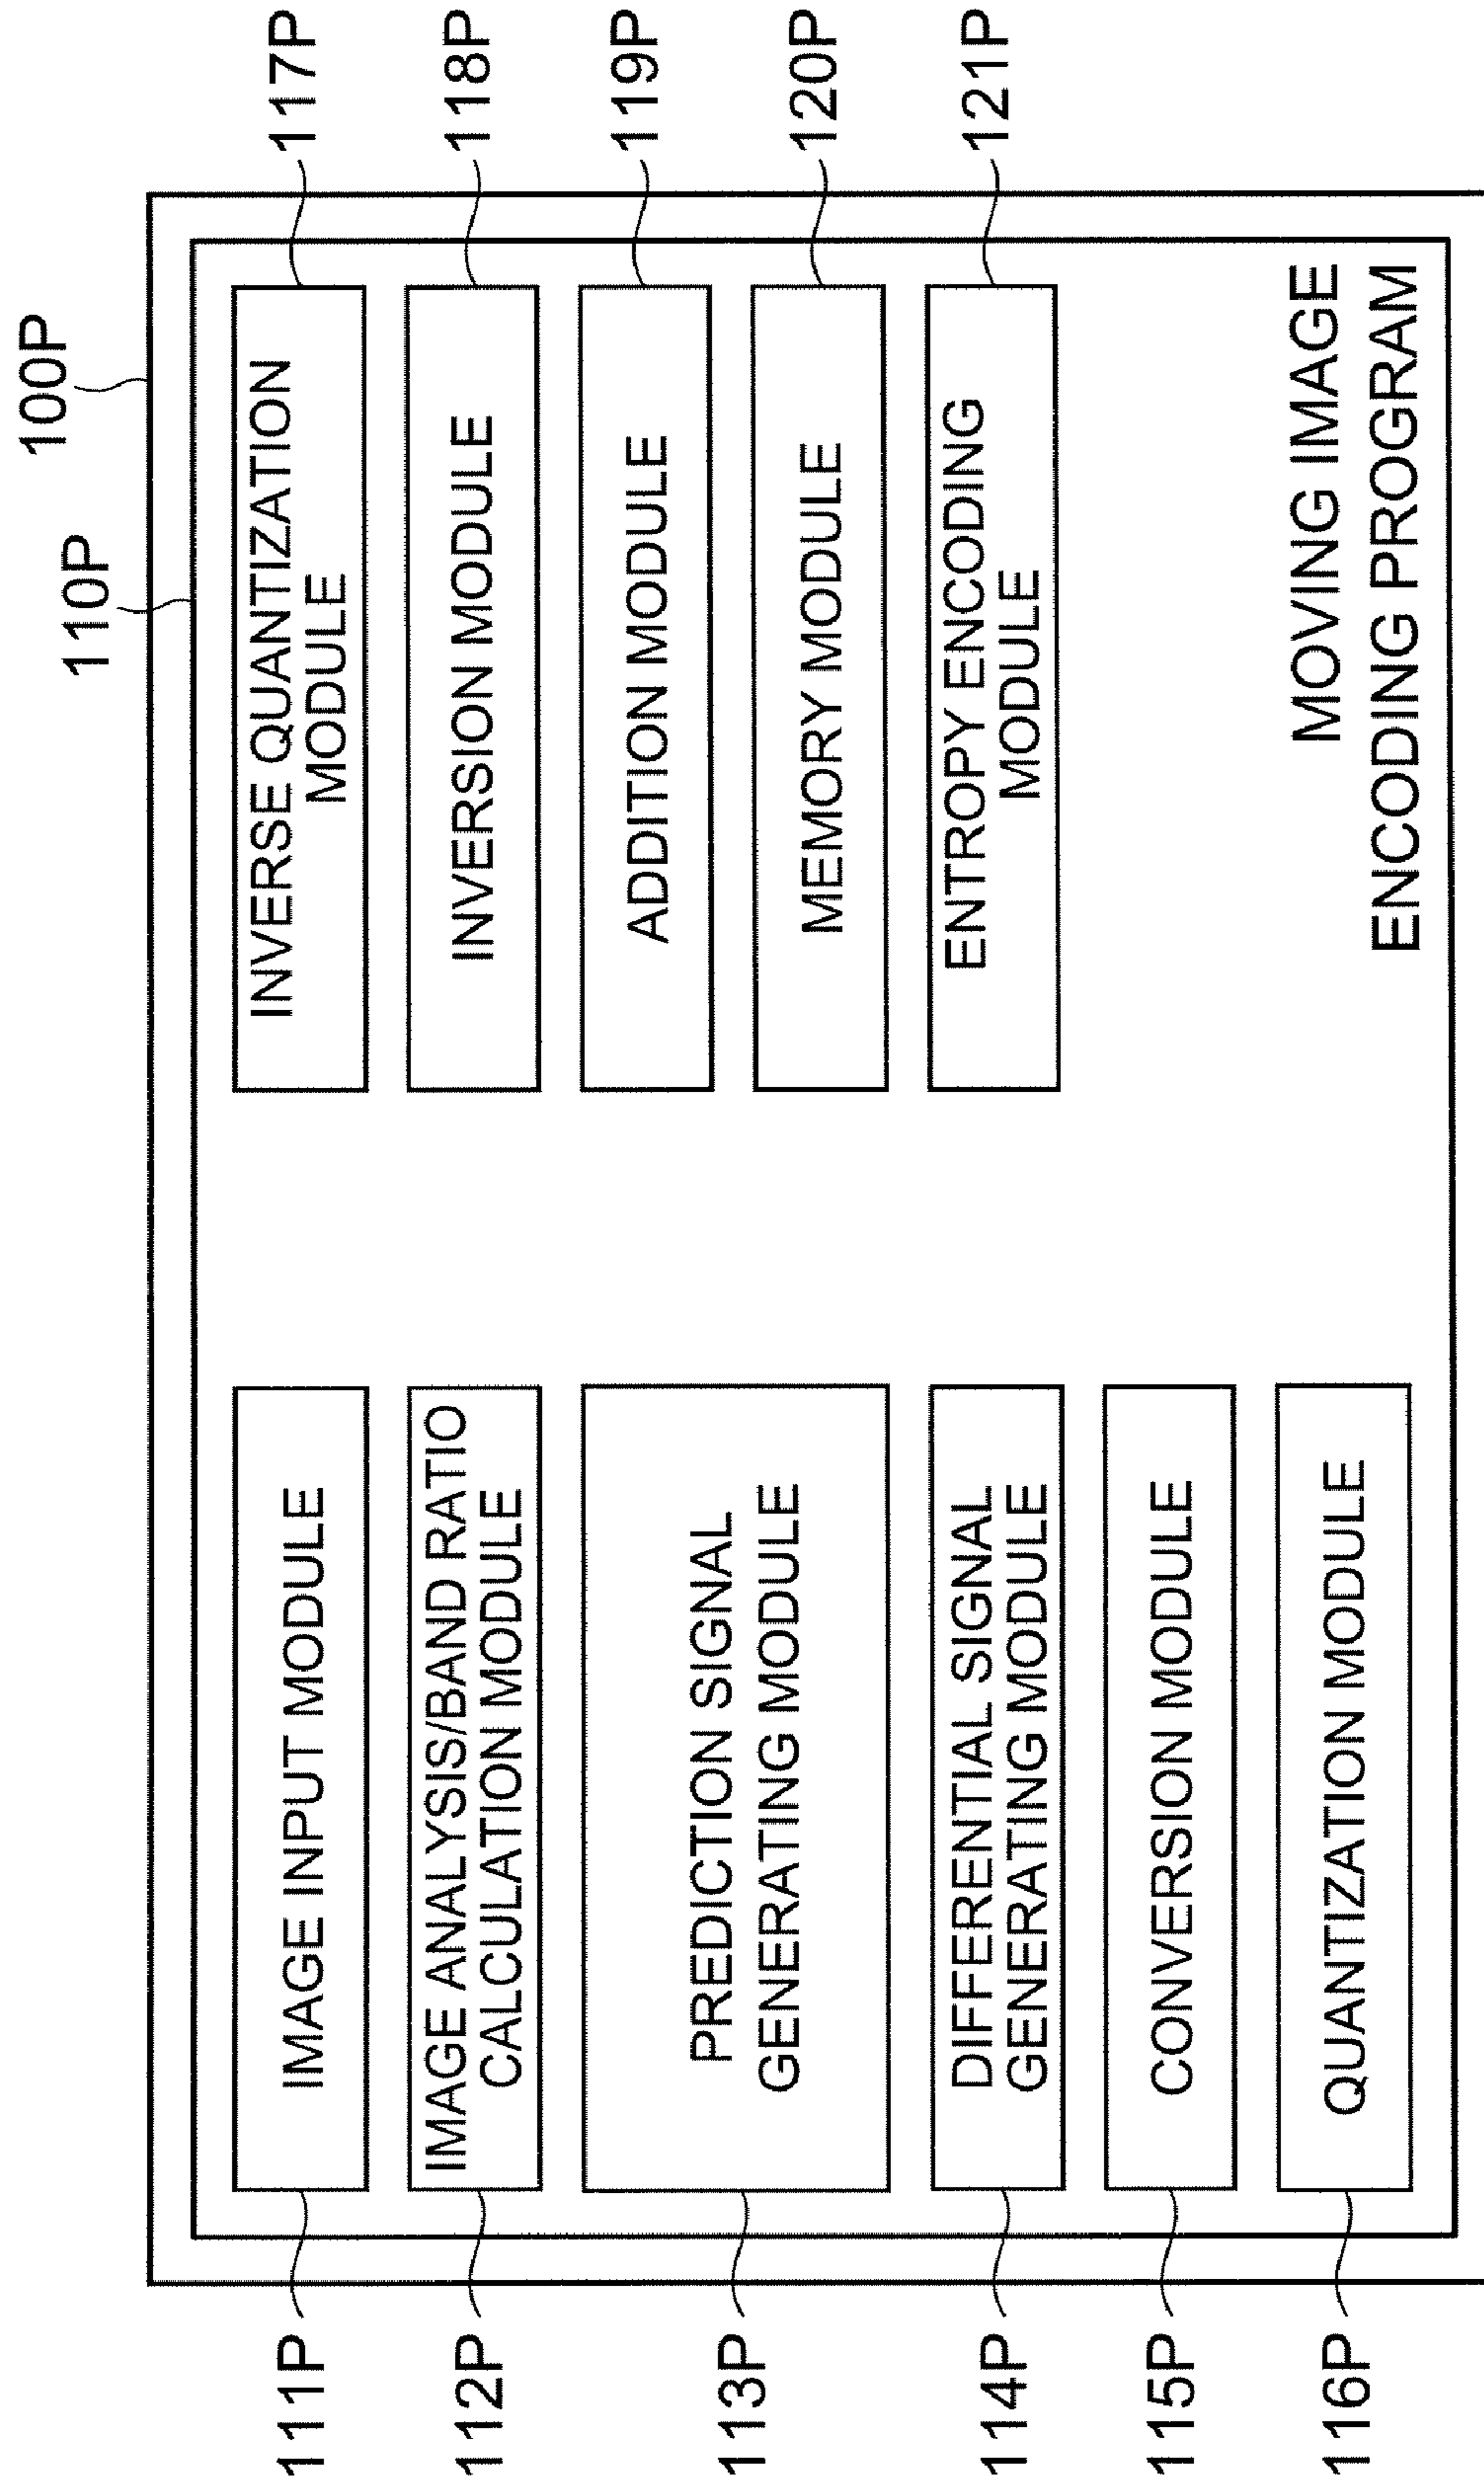 100P
110P
111P
IMAGE INPUT MODULE
112P
IMAGE ANALYSIS/BAND RATIO
CALCULATION MODULE
113P
PREDICTION SIGNAL
GENERATING MODULE
114P
DIFFERENTIAL SIGNAL
GENERATING MODULE
115P
CONVERSION MODULE
116P
QUANTIZATION MODULE
INVERSE QUANTIZATION
MODULE
117P
INVERSION MODULE
118P
ADDITION MODULE
119P
MEMORY MODULE
120P
ENTROPY ENCODING
MODULE
121P
MOVING IMAGE
ENCODING PROGRAM